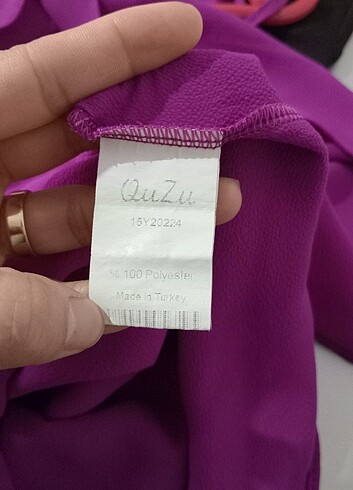 QuZu
15Y20224
% 100 Polyester
Made in Turkey